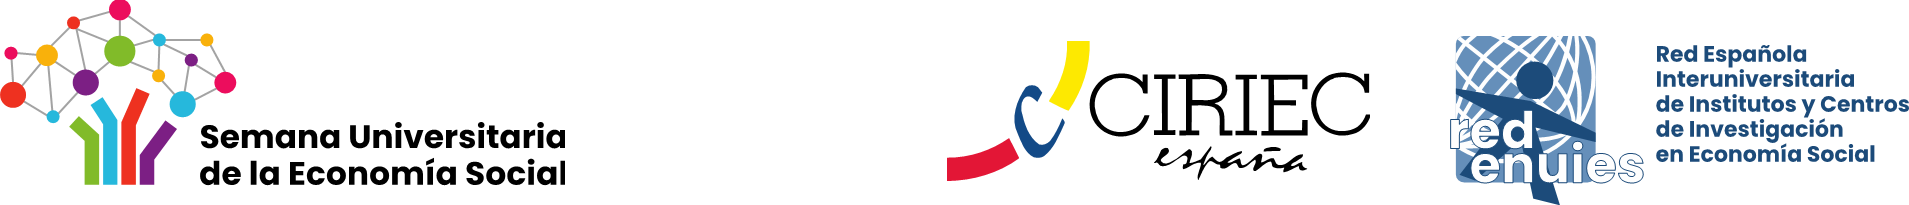 Semana Universitaria
de la Economía Social
CIRIEC
españa
red
enuies
Red Española
Interuniversitaria
de Institutos y Centros
de Investigación
en Economía Social